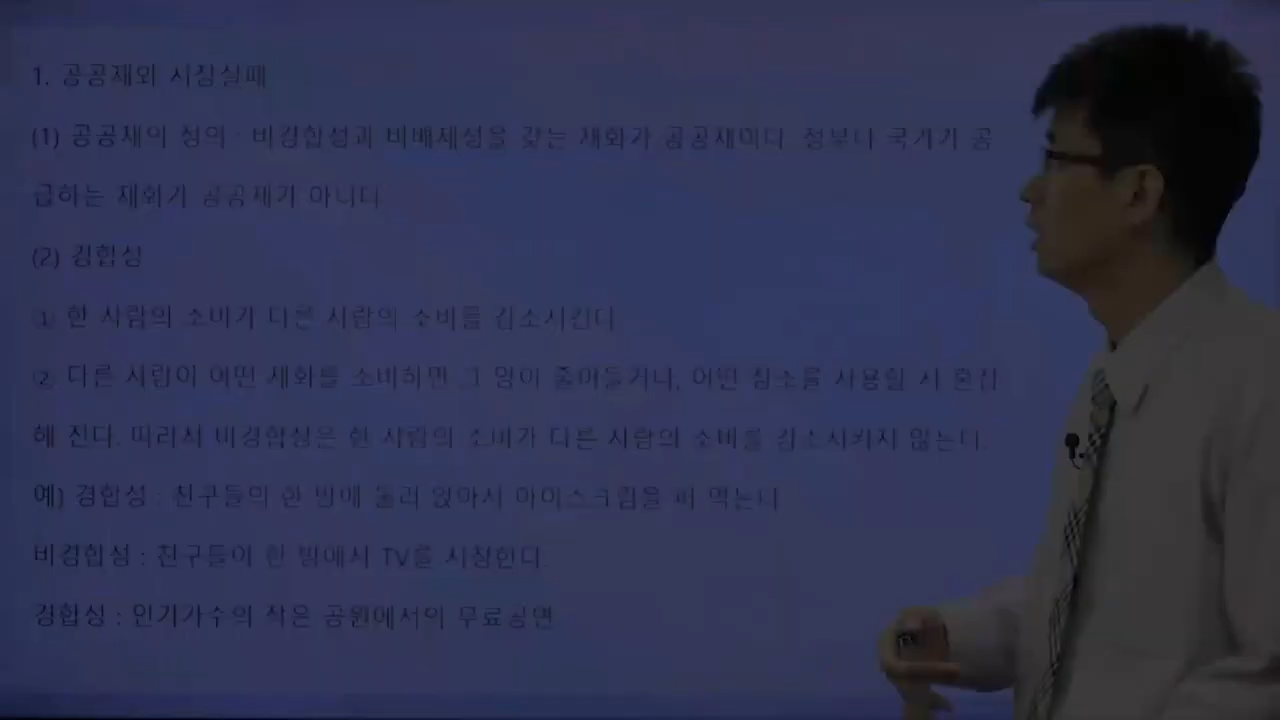 1. 공공재와 시장실패
(1) 공공재의 정의 : 비경합성과 비배제성을 갖는 재화가 공공재이다. 정부나 국가가 공
급하는 재화가 공공재가 아니다.
(2) 경합성
① 한 사람의 소비가 다른 사람의 소비를 감소시킨다.
② 다른 사람이 어떤 재화를 소비하면 그 양이 줄어들거나, 어떤 장소를 사용할 시 혼잡
해 진다. 따라서 비경합성은 한 사람의 소비가 다른 사람의 소비를 감소시키지 않는다.
예) 경합성 : 친구들의 한 방에 둘러 앉아서 아이스크림을 퍼 먹는다
비경합성 : 친구들이 한 방에서 TV를 시청한다.
경합성 : 인기가수의 작은 공원에서의 무료공연